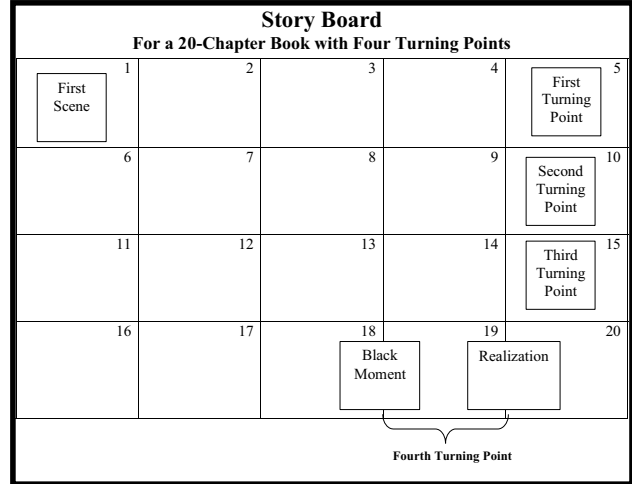 Story Board
For a 20-Chapter Book with Four Turning Points
1 2 3 4 5
First
Scene
First
Turning
Point
6 7 8 9 10
Second
Turning
Point
11 12 13 14 15
Third
Turning
Point
16 17 18 19 20
Black
Moment
Realization
Fourth Turning Point